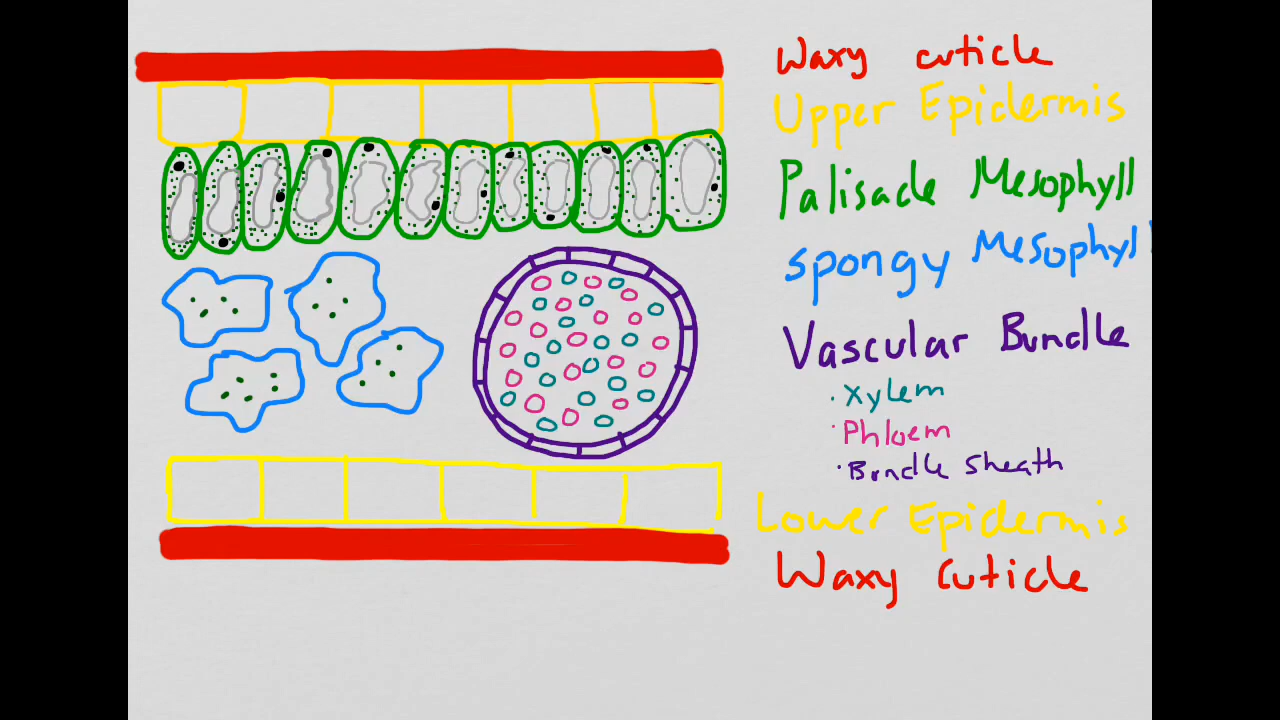 Waxy cuticle
Upper Epidermis
Palisade Mesophyll
spongy Mesophyll
Vascular Bundle
· Xylem
· Phloem
· Bundle sheath
Lower Epidermis
Waxy cuticle